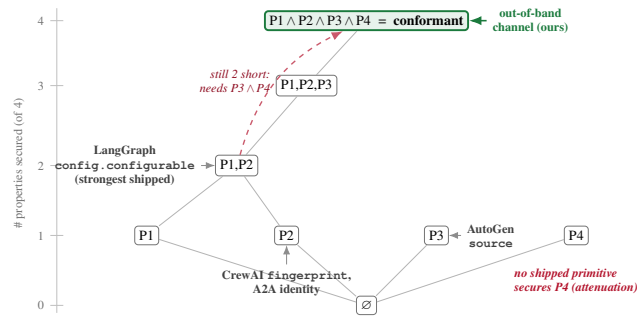 4
P1 ∧ P2 ∧ P3 ∧ P4 = conformant
out-of-band
channel (ours)
still 2 short:
needs P3 ∧ P4
3
P1,P2,P3
LangGraph
config.configurable
(strongest shipped)
2
P1,P2
# properties secured (of 4)
1
P1
P2
P3
AutoGen
source
P4
CrewAI fingerprint,
A2A identity
no shipped primitive
secures P4 (attenuation)
0
∅